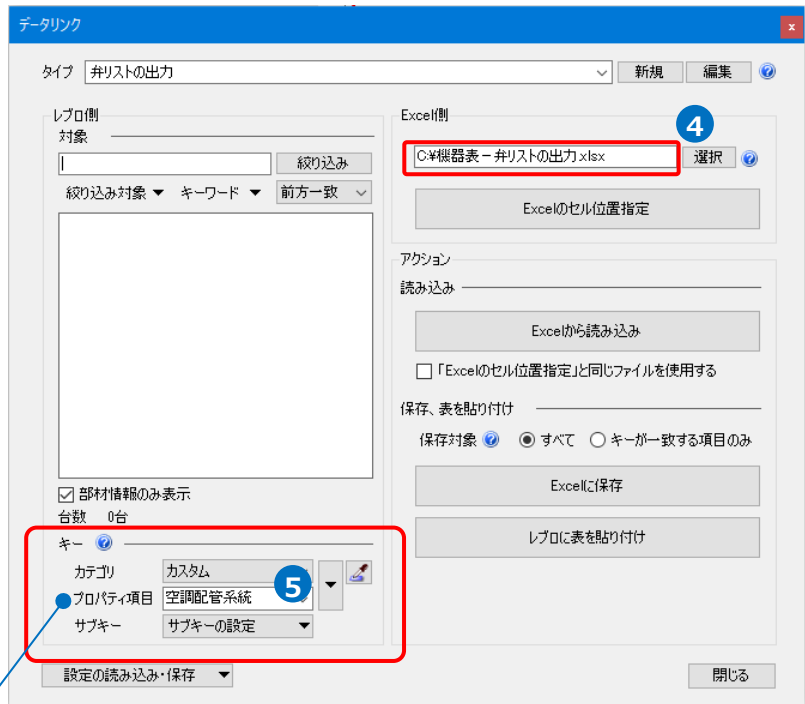 データリンク
x
タイプ 弁リストの出力 新規 編集 ?
レブロ側
対象
絞り込み
絞り込み対象 ▼ キーワード ▼ 前方一致
☑ 部材情報のみ表示
台数 0台
キー ?
カテゴリ カスタム
プロパティ項目 空調配管系統
5
サブキー サブキーの設定 ▼
設定の読み込み・保存 ▼
Excel側
4
C:¥機器表-弁リストの出力.xlsx 選択 ?
Excelのセル位置指定
アクション
読み込み
Excelから読み込み
「Excelのセル位置指定」と同じファイルを使用する
保存、表を貼り付け
保存対象 ? すべて キーが一致する項目のみ
Excelに保存
レブロに表を貼り付け
閉じる